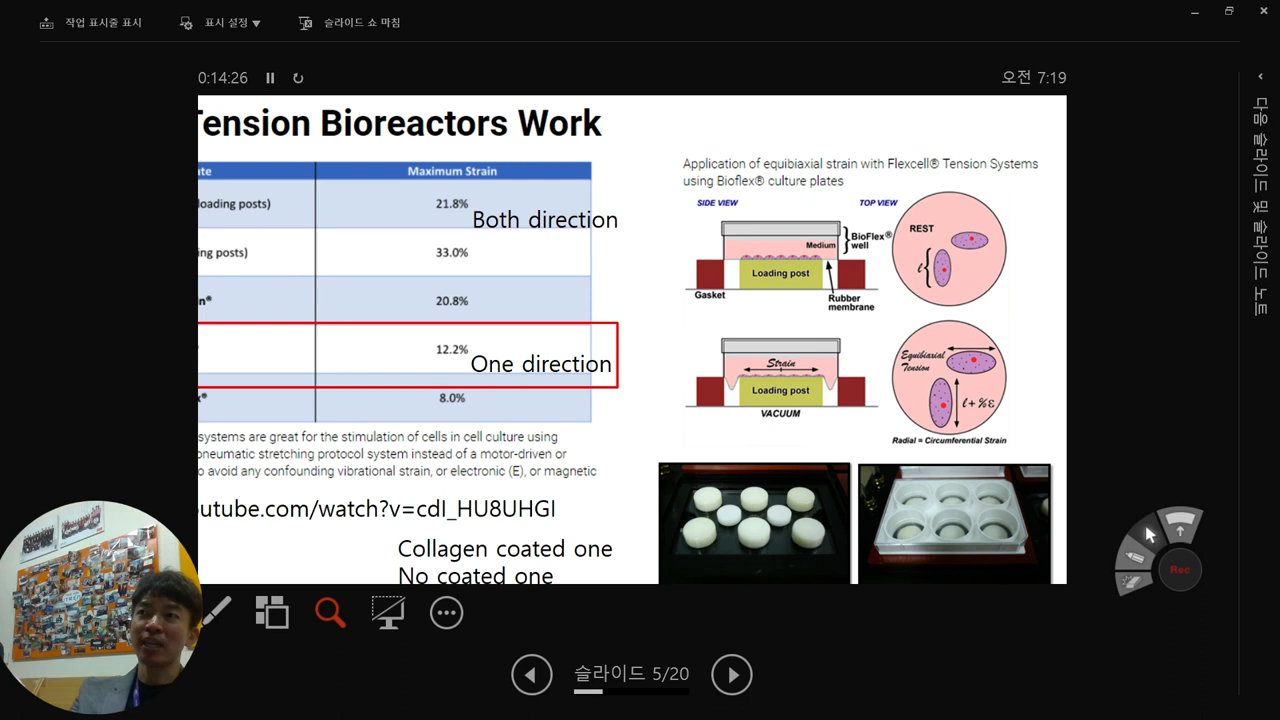 작업 표시줄 표시
표시 설정 ▼
슬라이드 쇼 마침
0:14:26
오전 7:19
Tension Bioreactors Work
Maximum Strain
loading posts)
21.8%
Both direction
ing posts)
33.0%
20.8%
12.2%
One direction
8.0%
systems are great for the stimulation of cells in cell culture using
pneumatic stretching protocol system instead of a motor-driven or
o avoid any confounding vibrational strain, or electronic (E), or magnetic
outube.com/watch?v=cdI_HU8UHGI
Collagen coated one
No coated one
Application of equibiaxial strain with Flexcell® Tension Systems
using Bioflex® culture plates
SIDE VIEW
TOP VIEW
REST
BioFlex®
well
Medium
Loading post
Gasket
Rubber
membrane
l
Strain
Loading post
VACUUM
Equibiaxial
Tension
l + %ε
Radial = Circumferential Strain
다음 슬라이드 및 슬라이드 노트
Rec
슬라이드 5/20